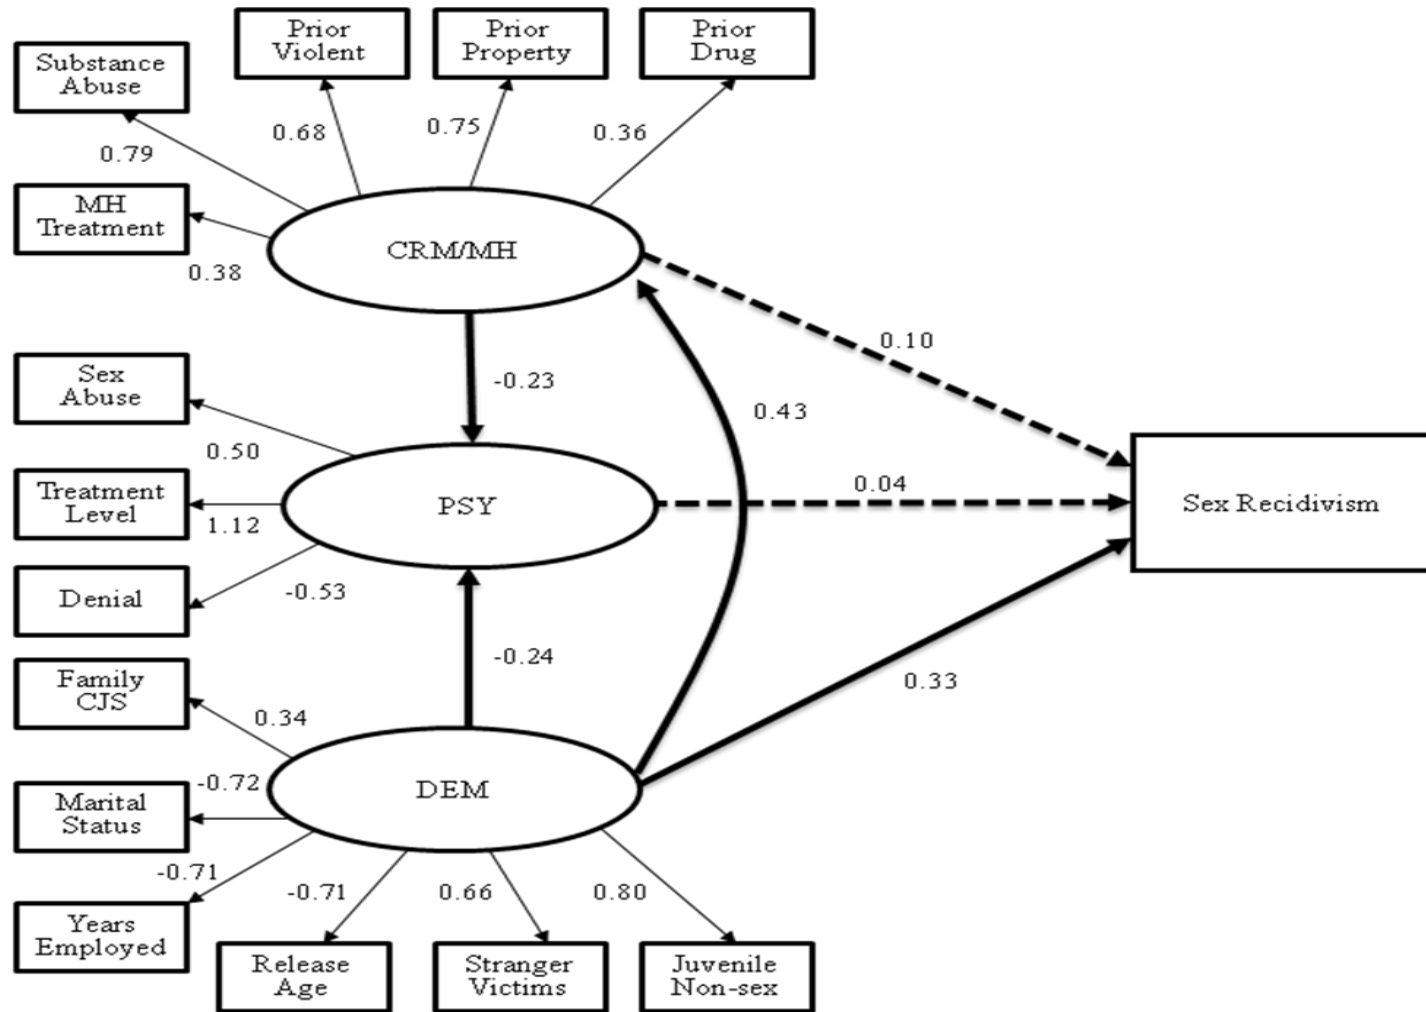 Prior
Violent
Prior
Property
Prior
Drug
Substance
Abuse
0.68
0.75
0.36
0.79
MH
Treatment
CRM/MH
0.38
0.10
Sex
Abuse
-0.23
0.43
0.50
0.04
Treatment
Level
PSY
Sex Recidivism
1.12
Denial
-0.53
-0.24
Family
CJS
0.33
0.34
-0.72
DEM
Marital
Status
-0.71
-0.71
0.66
0.80
Years
Employed
Release
Age
Stranger
Victims
Juvenile
Non-sex